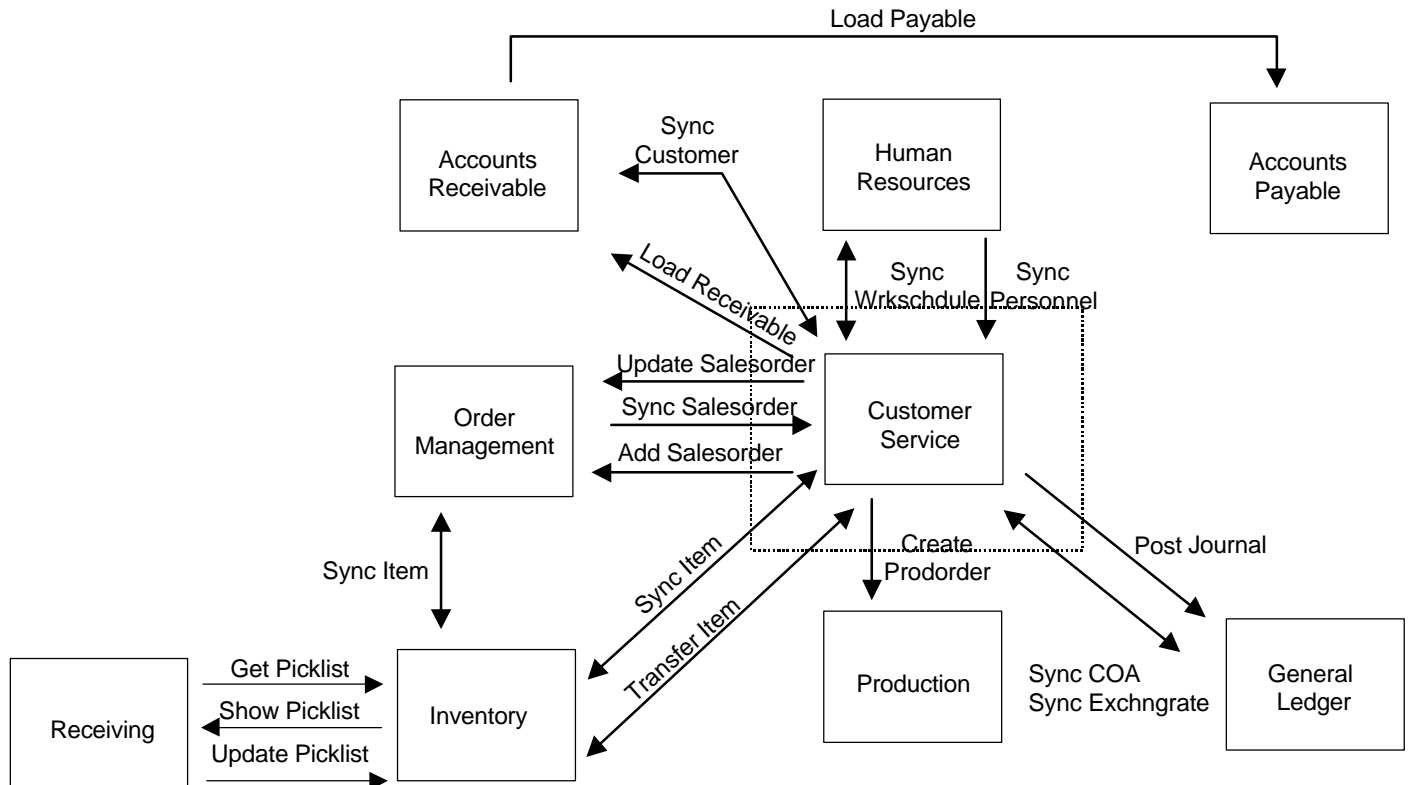 Load Payable
Accounts
Receivable
Sync
Customer
Human
Resources
Accounts
Payable
Load Receivable
Sync
Wrkschdule
Sync
Personnel
Update Salesorder
Sync Salesorder
Add Salesorder
Order
Management
Customer
Service
Sync Item
Sync Item
Transfer Item
Create
Prodorder
Post Journal
Get Picklist
Show Picklist
Update Picklist
Receiving
Inventory
Production
Sync COA
Sync Exchngrate
General
Ledger